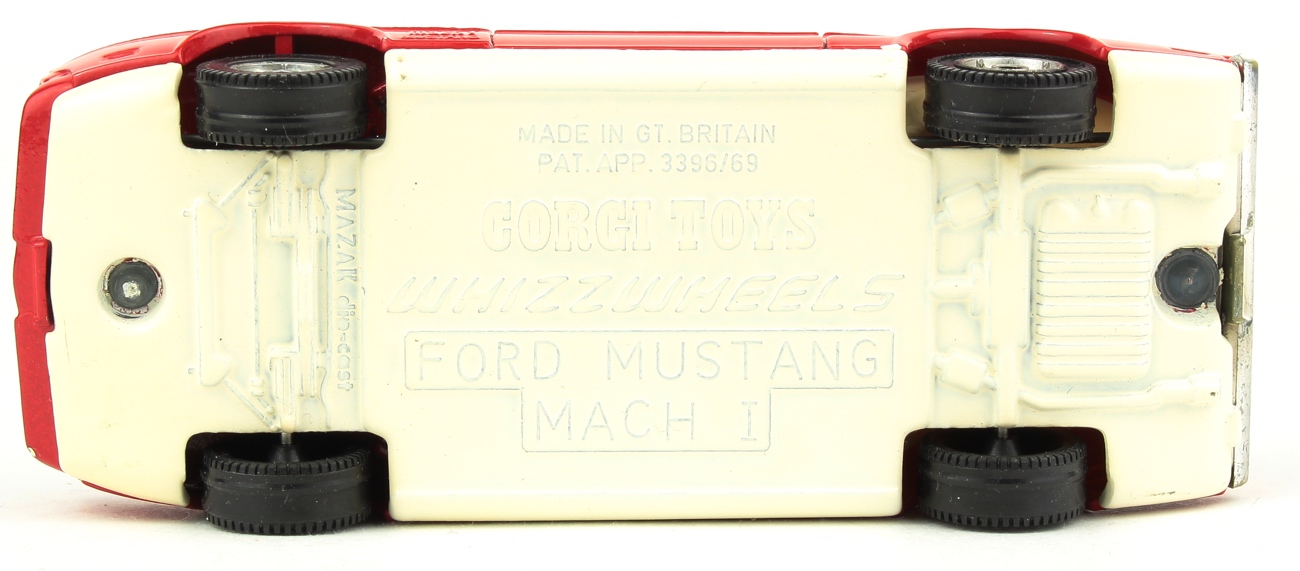 MADE IN GT. BRITAIN
PAT. APP. 3396/69
CORGI TOYS
WHIZZWHEELS
FORD MUSTANG
MACH I
MAZAK die-cast